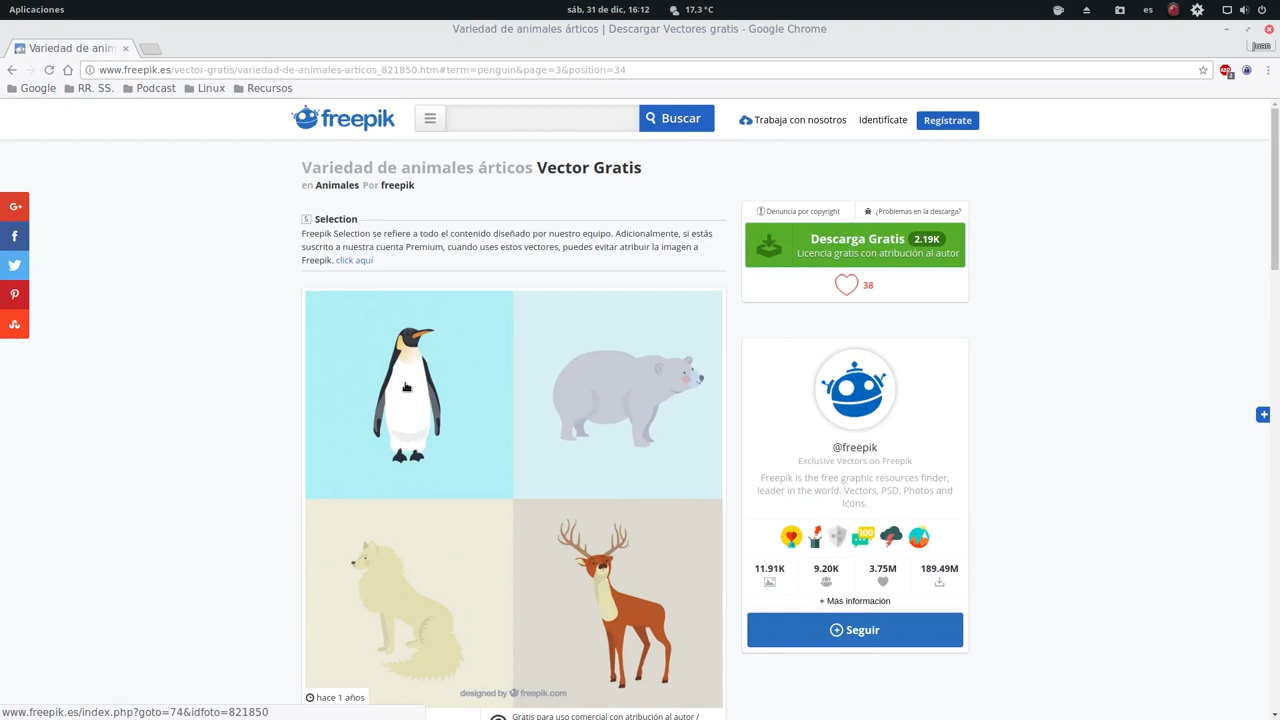 Aplicaciones
sáb, 31 de dic, 16:12
17,3 °C
es
Variedad de animales árticos | Descargar Vectores gratis - Google Chrome
Variedad de anim
Juan
www.freepik.es/vector-gratis/variedad-de-animales-articos_821850.htm#term=penguin&page=3&position=34
Google
RR. SS.
Podcast
Linux
Recursos
freepik
Buscar
Trabaja con nosotros
Identifícate
Regístrate
Variedad de animales árticos Vector Gratis
en Animales Por freepik
S Selection
Freepik Selection se refiere a todo el contenido diseñado por nuestro equipo. Adicionalmente, si estás
suscrito a nuestra cuenta Premium, cuando uses estos vectores, puedes evitar atribuir la imagen a
Freepik. click aquí
Denuncia por copyright
¿Problemas en la descarga?
Descarga Gratis 2.19K
Licencia gratis con atribución al autor
38
@freepik
Exclusive Vectors on Freepik
Freepik is the free graphic resources finder,
leader in the world. Vectors, PSD, Photos and
Icons.
100
11.91K
9.20K
3.75M
189.49M
+ Más información
Seguir
designed by freepik.com
hace 1 años
Gratis para uso comercial con atribución al autor /
www.freepik.es/index.php?goto=74&idfoto=821850